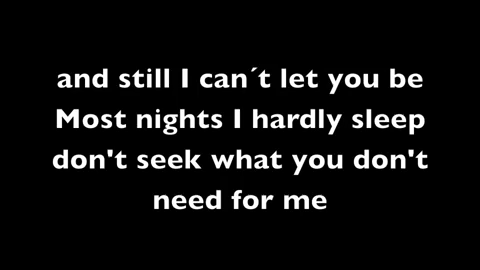 and still I can´t let you be
Most nights I hardly sleep
don't seek what you don't
need for me